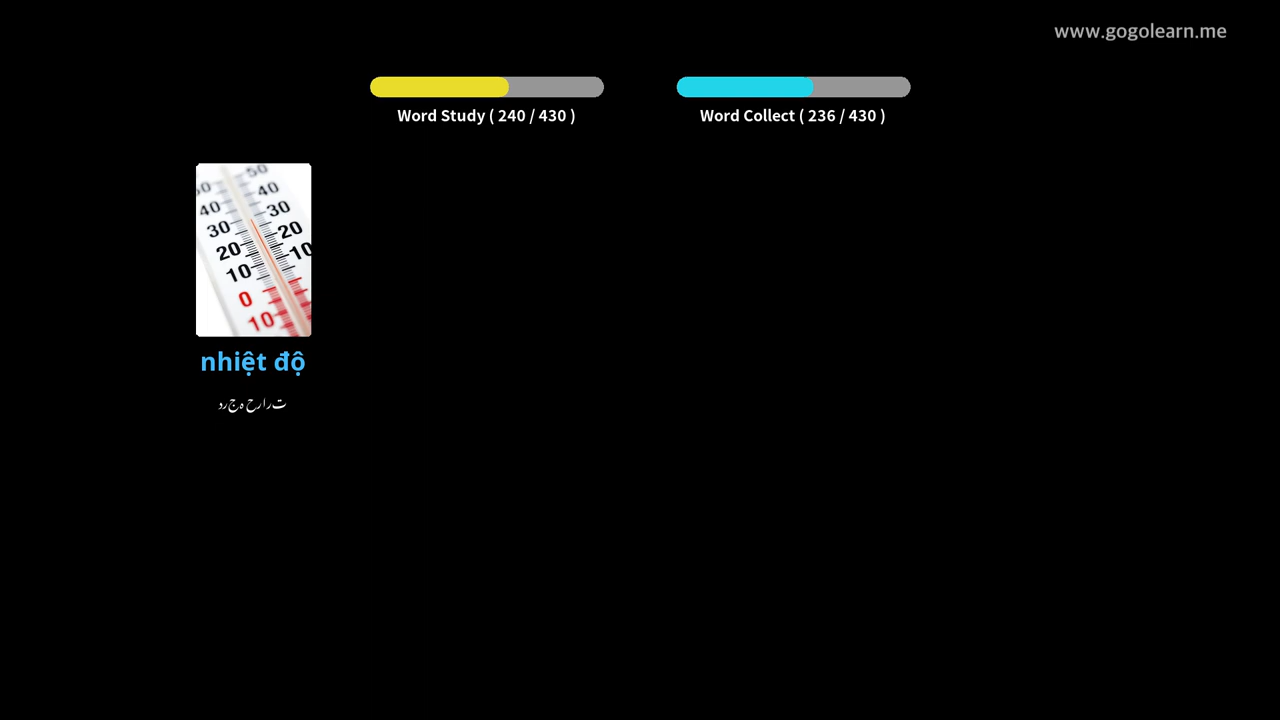 www.gogolearn.me
Word Study ( 240 / 430 )
Word Collect ( 236 / 430 )
50
40
40
30
30
20
20
10
10
0
10
nhiệt độ
درجہ حرارت